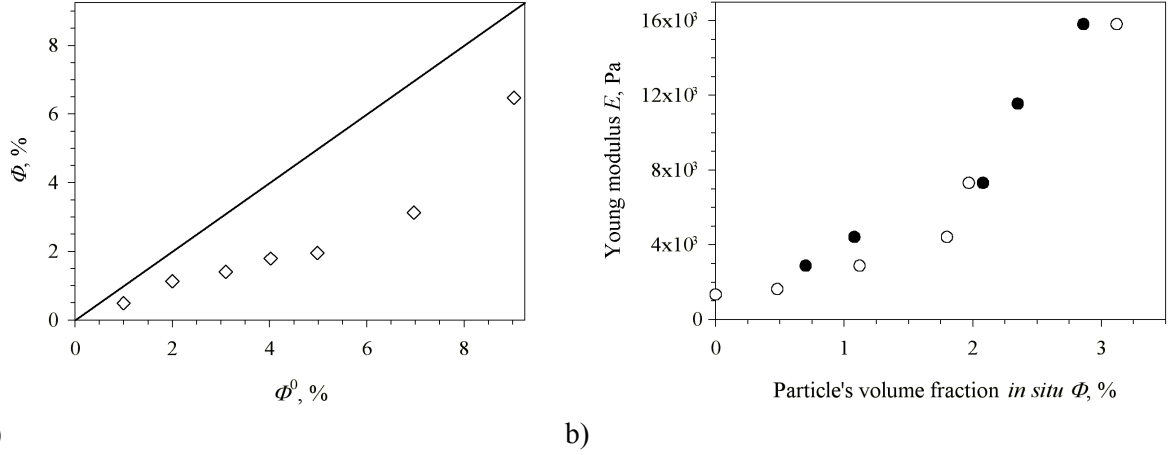 8
6
4
2
0
0 2 4 6 8
Φ, %
Φ⁰, %
)
16x10³
12x10³
8x10³
4x10³
0
0 1 2 3
Young modulus E, Pa
Particle's volume fraction in situ Φ, %
b)